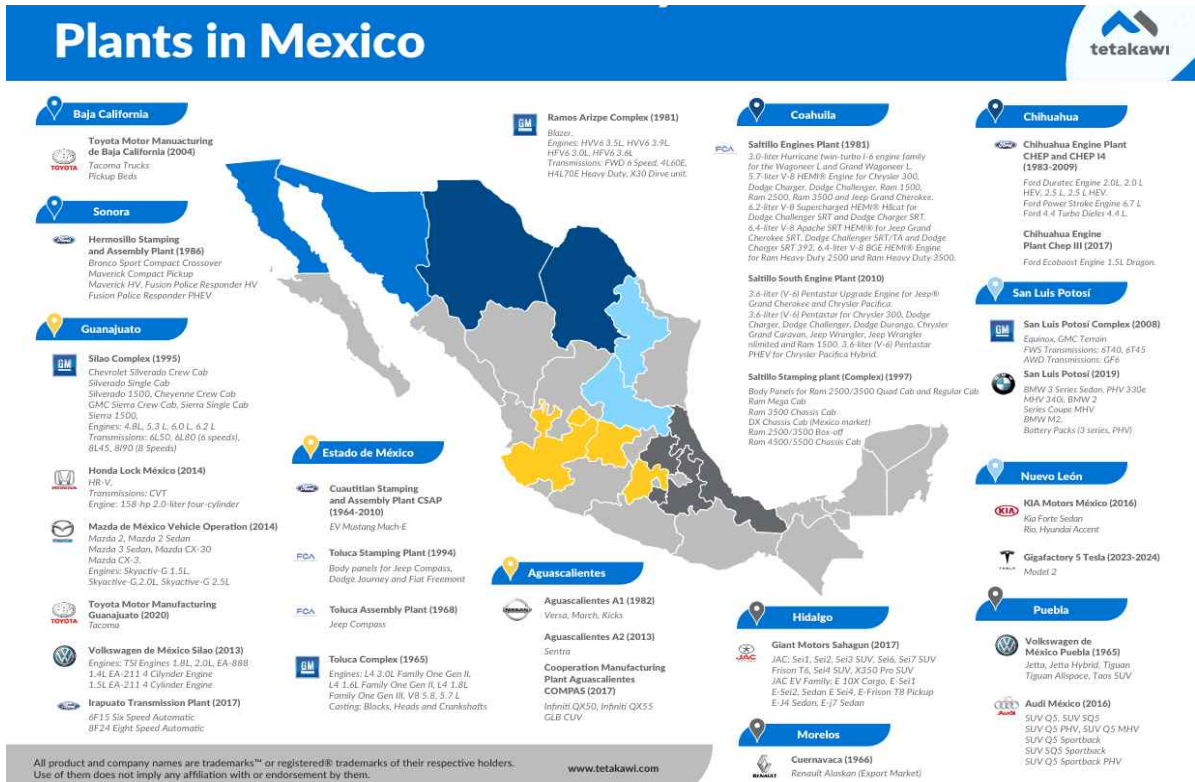 Plants in Mexico
tetakawi
Baja California
Toyota Motor Manuacturing
de Baja California (2004)
Tacoma Trucks
Pickup Beds
TOYOTA
Sonora
Ford
Hermosillo Stamping
and Assembly Plant (1986)
Bronco Sport Compact Crossover
Maverick Compact Pickup
Maverick HV, Fusion Police Responder HV
Fusion Police Responder PHEV
Guanajuato
GM
Silao Complex (1995)
Chevrolet Silverado Crew Cab
Silverado Single Cab
Silverado 1500, Cheyenne Crew Cab
GMC Sierra Crew Cab, Sierra Single Cab
Sierra 1500,
Engines: 4.8L, 5.3 L: 6.0 L, 6.2 L
Transmissions: 6L50, 6L80 (6 speeds),
8L45, 8l90 (8 Speeds)
HONDA
Honda Lock México (2014)
HR-V,
Transmissions: CVT
Engine: 158-hp 2.0-liter four-cylinder
Mazda de México Vehicle Operation (2014)
Mazda 2, Mazda 2 Sedan
Mazda 3 Sedan, Mazda CX-30
Mazda CX-3,
Engines: Skyactiv-G 1.5L,
Skyactive-G,2.0L, Skyactive-G 2.5L
Toyota Motor Manufacturing
Guanajuato (2020)
Tacoma
TOYOTA
Volkswagen de México Silao (2013)
Engines: TSI Engines 1.8L, 2.0L, EA-888
1.4L EA-211 4 Cilynder Engine
1.5L EA-211 4 Cylinder Engine
Ford
Irapuato Transmission Plant (2017)
6F15 Six Speed Automatic
8F24 Eight Speed Automatic
Estado de México
Ford
Cuautitlan Stamping
and Assembly Plant CSAP
(1964-2010)
EV Mustang Mach-E
FCA
Toluca Stamping Plant (1994)
Body panels for Jeep Compass,
Dodge Journey and Fiat Freemont
FCA
Toluca Assembly Plant (1968)
Jeep Compass
GM
Toluca Complex (1965)
Engines: L4 3.0L Family One Gen II,
L4 1.6L Family One Gen II, L4 1.8L
Family One Gen III, V8 5.8, 5.7 L
Casting: Blocks, Heads and Crankshafts
GM
Ramos Arizpe Complex (1981)
Blazer,
Engines: HVV6 3.5L, HVV6 3.9L.
HFV6 3.0L, HFV6 3.6L
Transmissions: FWD 6 Speed, 4L60E,
H4L70E Heavy Duty, X30 Dirve unit.
Aguascalientes
NISSAN
Aguascalientes A1 (1982)
Versa, March, Kicks
Aguascalientes A2 (2013)
Sentra
Cooperation Manufacturing
Plant Aguascalientes
COMPAS (2017)
Infiniti QX50, Infiniti QX55
GLB CUV
Coahuila
FCA
Saltillo Engines Plant (1981)
3.0-liter Hurricane twin-turbo I-6 engine family
for the Wagoneer L and Grand Wagoneer L,
5.7-liter V-8 HEMI® Engine for Chrysler 300,
Dodge Charger, Dodge Challenger, Ram 1500,
Ram 2500, Ram 3500 and Jeep Grand Cherokee.
6.2-liter V-8 Supercharged HEMI® Hilcat for
Dodge Challenger SRT and Dodge Charger SRT.
6.4-liter V-8 Apache SRT HEMI® for Jeep Grand
Cherokee SRT, Dodge Challenger SRT/TA and Dodge
Charger SRT 392. 6.4-liter V-8 BGE HEMI® Engine
for Ram Heavy Duty 2500 and Ram Heavy Duty 3500.
Saltillo South Engine Plant (2010)
3.6-liter (V-6) Pentastar Upgrade Engine for Jeep®
Grand Cherokee and Chrysler Pacifica.
3.6-liter (V-6) Pentastar for Chrysler 300, Dodge
Charger, Dodge Challenger, Dodge Durango, Chrysler
Grand Caravan, Jeep Wrangler, Jeep Wrangler
nlimited and Ram 1500. 3.6-liter (V-6) Pentastar
PHEV for Chrysler Pacifica Hybrid.
Saltillo Stamping plant (Complex) (1997)
Body Panels for Ram 2500/3500 Quad Cab and Regular Cab
Ram Mega Cab
Ram 3500 Chassis Cab
DX Chassis Cab (Mexico market)
Ram 2500/3500 Box-off
Ram 4500/5500 Chassis Cab
Hidalgo
JAC
Giant Motors Sahagun (2017)
JAC: Sei1, Sei2, Sei3 SUV, Sei6, Sei7 SUV
Frison T6, Sei4 SUV, X350 Pro SUV
JAC EV Family: E 10X Cargo, E-Sei1
E-Sei2, Sedan E Sei4, E-Frison T8 Pickup
E-J4 Sedan, E-j7 Sedan
Morelos
RENAULT
Cuernavaca (1966)
Renault Alaskan (Export Market)
Chihuahua
Ford
Chihuahua Engine Plant
CHEP and CHEP I4
(1983-2009)
Ford Duratec Engine 2.0L, 2.0 L
HEV, 2.5 L, 2.5 L HEV.
Ford Power Stroke Engine 6.7 L
Ford 4.4 Turbo Dieles 4.4 L.
Chihuahua Engine
Plant Chep III (2017)
Ford Ecoboost Engine 1.5L Dragon.
San Luis Potosí
GM
San Luis Potosí Complex (2008)
Equinox, GMC Terrain
FWS Transmissions: 6T40, 6T45
AWD Transmissions: GF6
San Luis Potosí (2019)
BMW 3 Series Sedan, PHV 330e
MHV 340i, BMW 2
Series Coupe MHV
BMW M2,
Battery Packs (3 series, PHV)
Nuevo León
KIA
KIA Motors México (2016)
Kia Forte Sedan
Rio, Hyundai Accent
TESLA
Gigafactory 5 Tesla (2023-2024)
Model 2
Puebla
Volkswagen de
México Puebla (1965)
Jetta, Jetta Hybrid, Tiguan
Tiguan Allspace, Taos SUV
Audi
Audi México (2016)
SUV Q5, SUV SQ5
SUV Q5 PHV, SUV Q5 MHV
SUV Q5 Sportback
SUV SQ5 Sportback
SUV Q5 Sportback PHV
All product and company names are trademarks™ or registered® trademarks of their respective holders.
Use of them does not imply any affiliation with or endorsement by them.
www.tetakawi.com